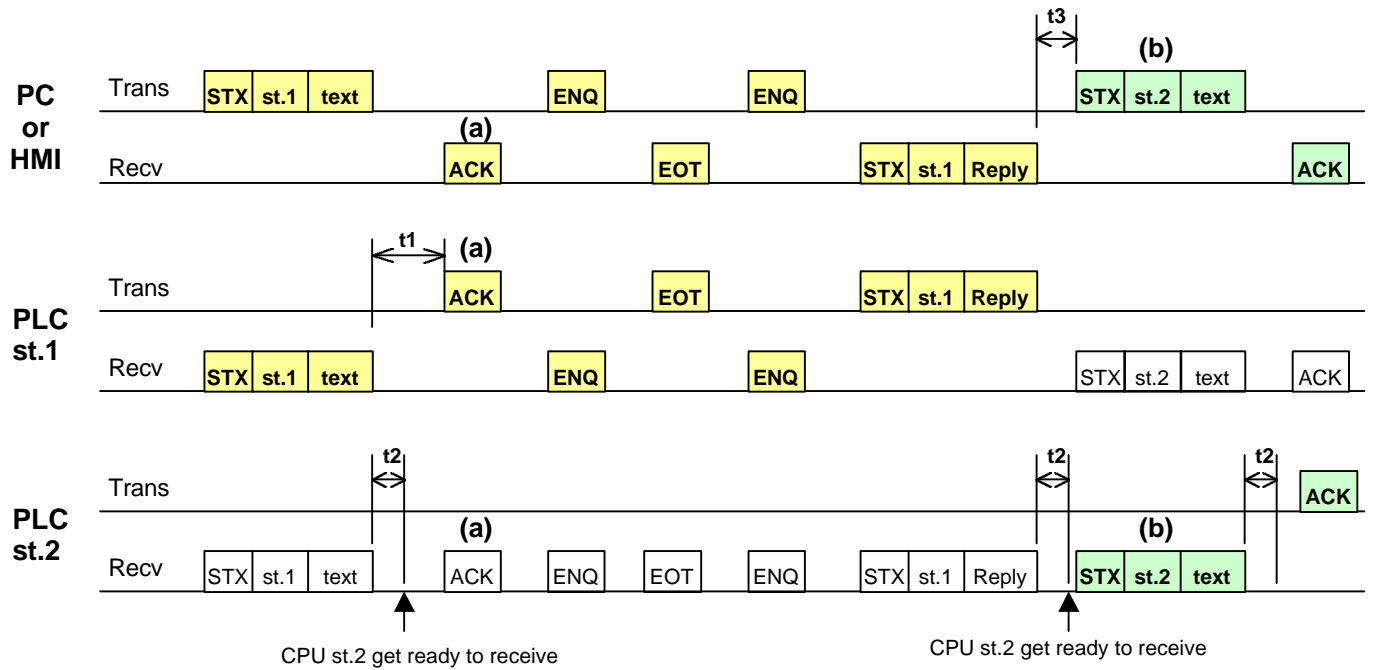 t3
(b)
PC or HMI
Trans STX st.1 text ENQ ENQ STX st.2 text
(a)
Recv ACK EOT STX st.1 Reply ACK
t1
(a)
PLC st.1
Trans ACK EOT STX st.1 Reply
Recv STX st.1 text ENQ ENQ STX st.2 text ACK
t2 t2 t2
PLC st.2
Trans ACK
(a) (b)
Recv STX st.1 text ACK ENQ EOT ENQ STX st.1 Reply STX st.2 text
CPU st.2 get ready to receive CPU st.2 get ready to receive